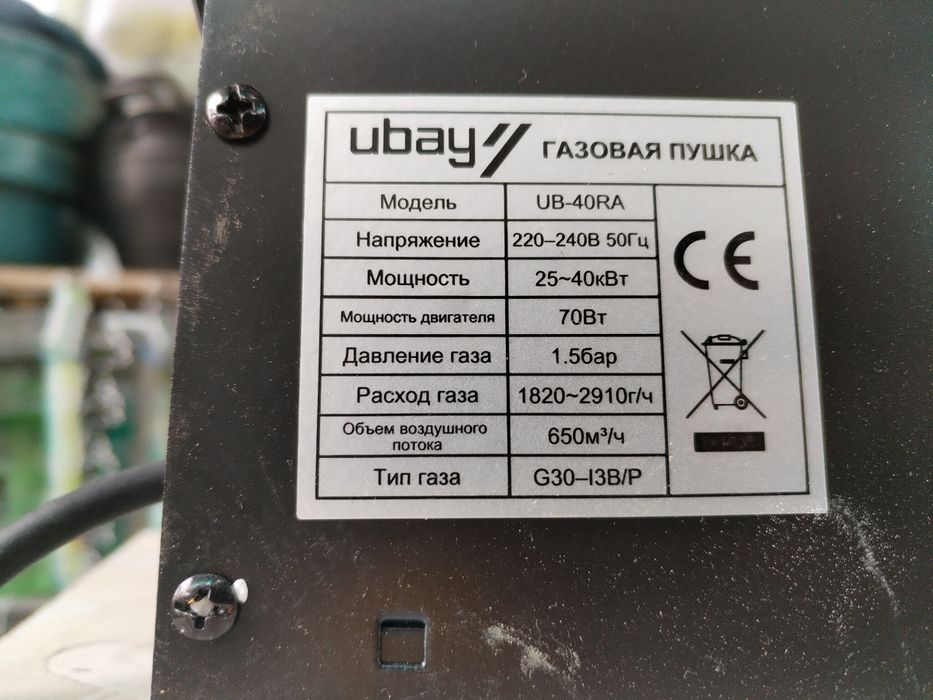 ubay ГАЗОВАЯ ПУШКА
Модель UB-40RA
Напряжение 220–240В 50Гц
Мощность 25~40кВт
Мощность двигателя 70Вт
Давление газа 1.5бар
Расход газа 1820~2910г/ч
Объем воздушного
потока 650м³/ч
Тип газа G30–I3B/P
CE